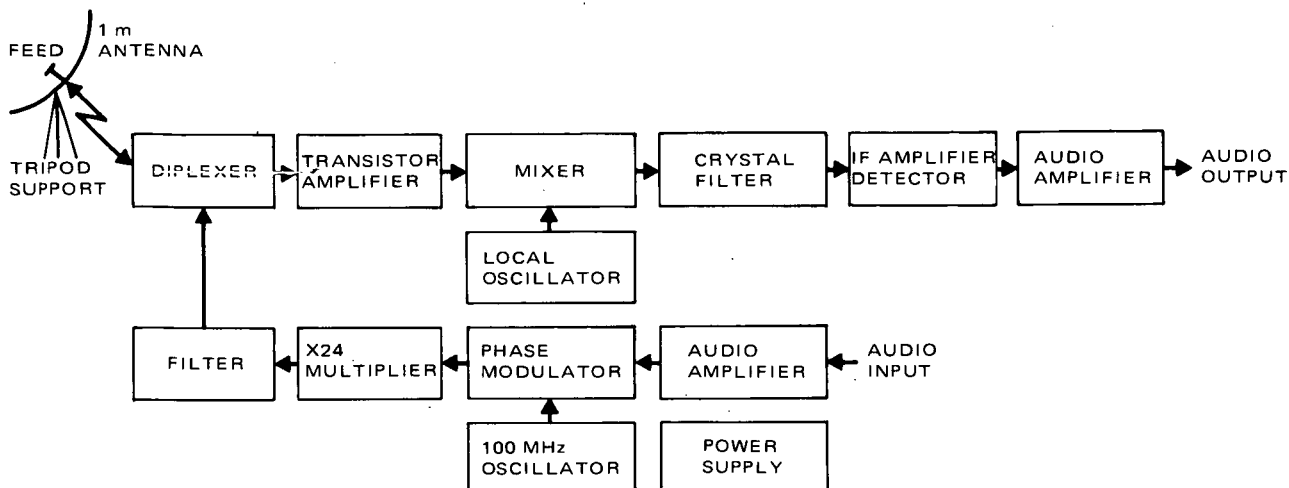 1 m
ANTENNA
FEED
TRIPOD
SUPPORT
DIPLEXER
TRANSISTOR
AMPLIFIER
MIXER
CRYSTAL
FILTER
IF AMPLIFIER
DETECTOR
AUDIO
AMPLIFIER
AUDIO
OUTPUT
LOCAL
OSCILLATOR
FILTER
X24
MULTIPLIER
PHASE
MODULATOR
AUDIO
AMPLIFIER
AUDIO
INPUT
100 MHz
OSCILLATOR
POWER
SUPPLY